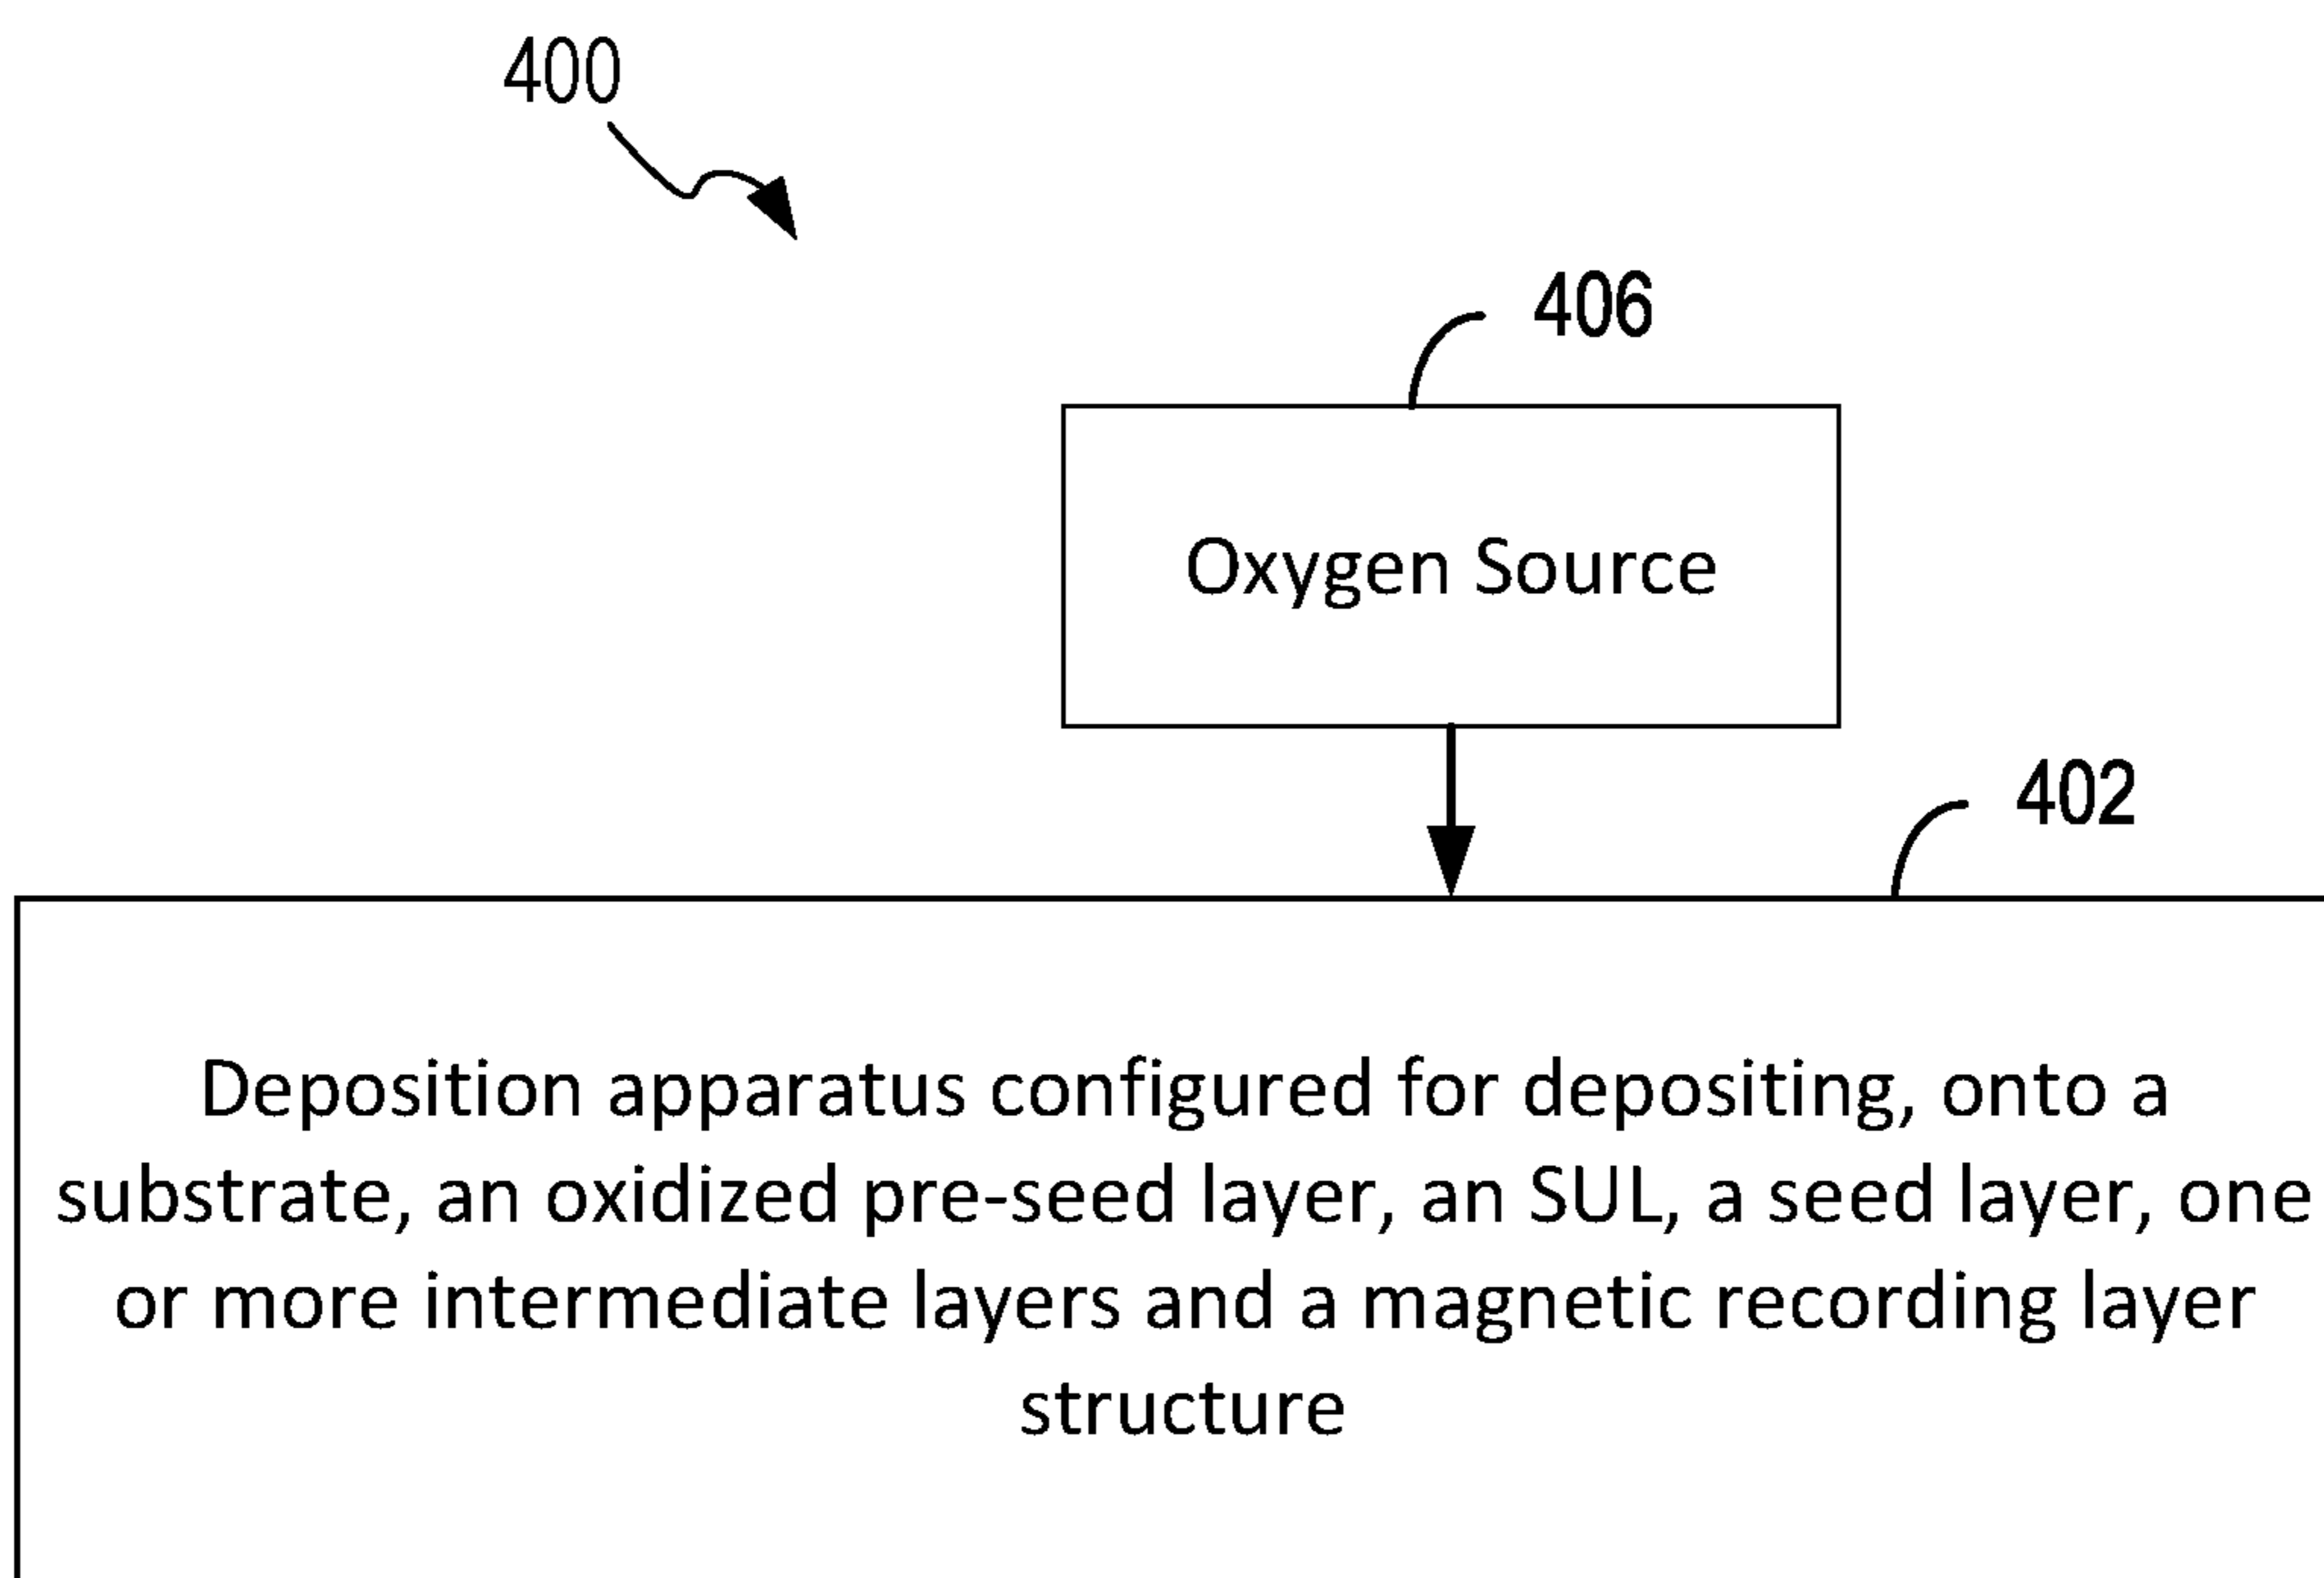 400
406
Oxygen Source
402
Deposition apparatus configured for depositing, onto a
substrate, an oxidized pre-seed layer, an SUL, a seed layer, one
or more intermediate layers and a magnetic recording layer
structure